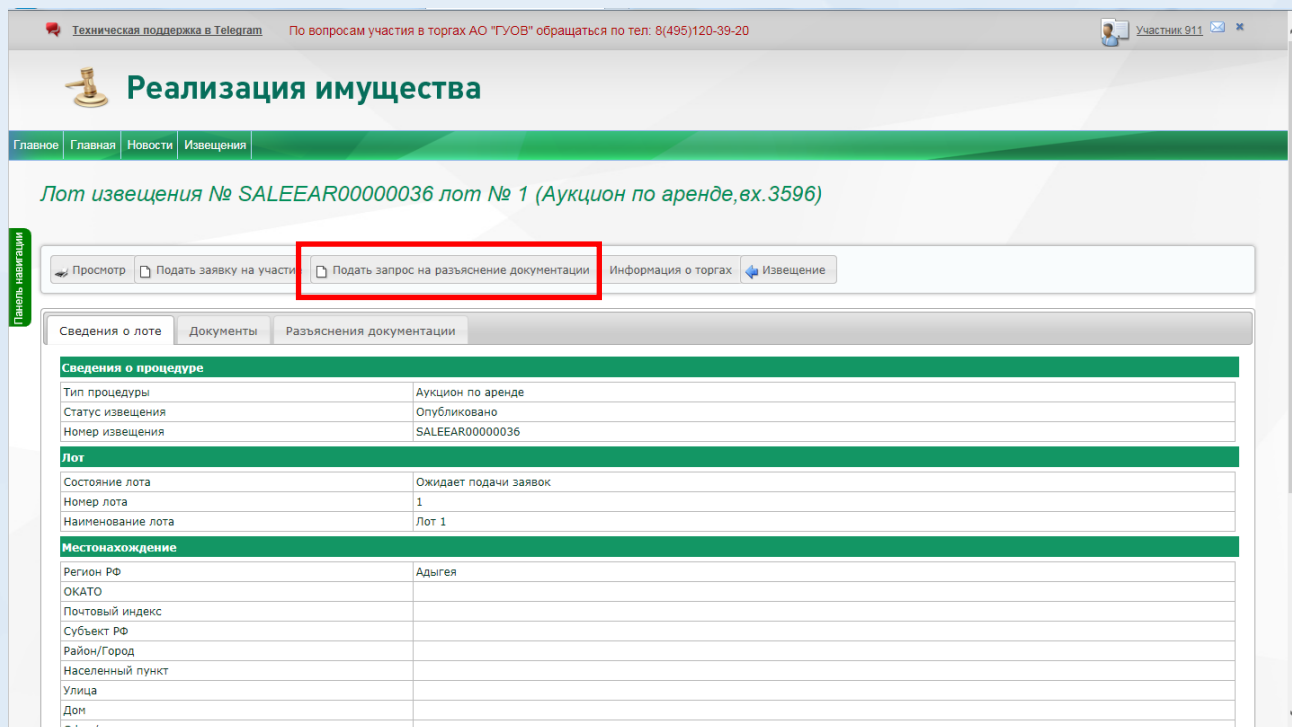 Техническая поддержка в Telegram По вопросам участия в торгах АО "ГУОВ" обращаться по тел: 8(495)120-39-20 Участник 911
Реализация имущества
Главное Главная Новости Извещения
Лот извещения № SALEEAR00000036 лот № 1 (Аукцион по аренде,вх.3596)
Панель навигации
Просмотр Подать заявку на участи Подать запрос на разъяснение документации Информация о торгах Извещение
Сведения о лоте Документы Разъяснения документации
Сведения о процедуре
Тип процедуры Аукцион по аренде
Статус извещения Опубликовано
Номер извещения SALEEAR00000036
Лот
Состояние лота Ожидает подачи заявок
Номер лота 1
Наименование лота Лот 1
Местонахождение
Регион РФ Адыгея
ОКАТО
Почтовый индекс
Субъект РФ
Район/Город
Населенный пункт
Улица
Дом